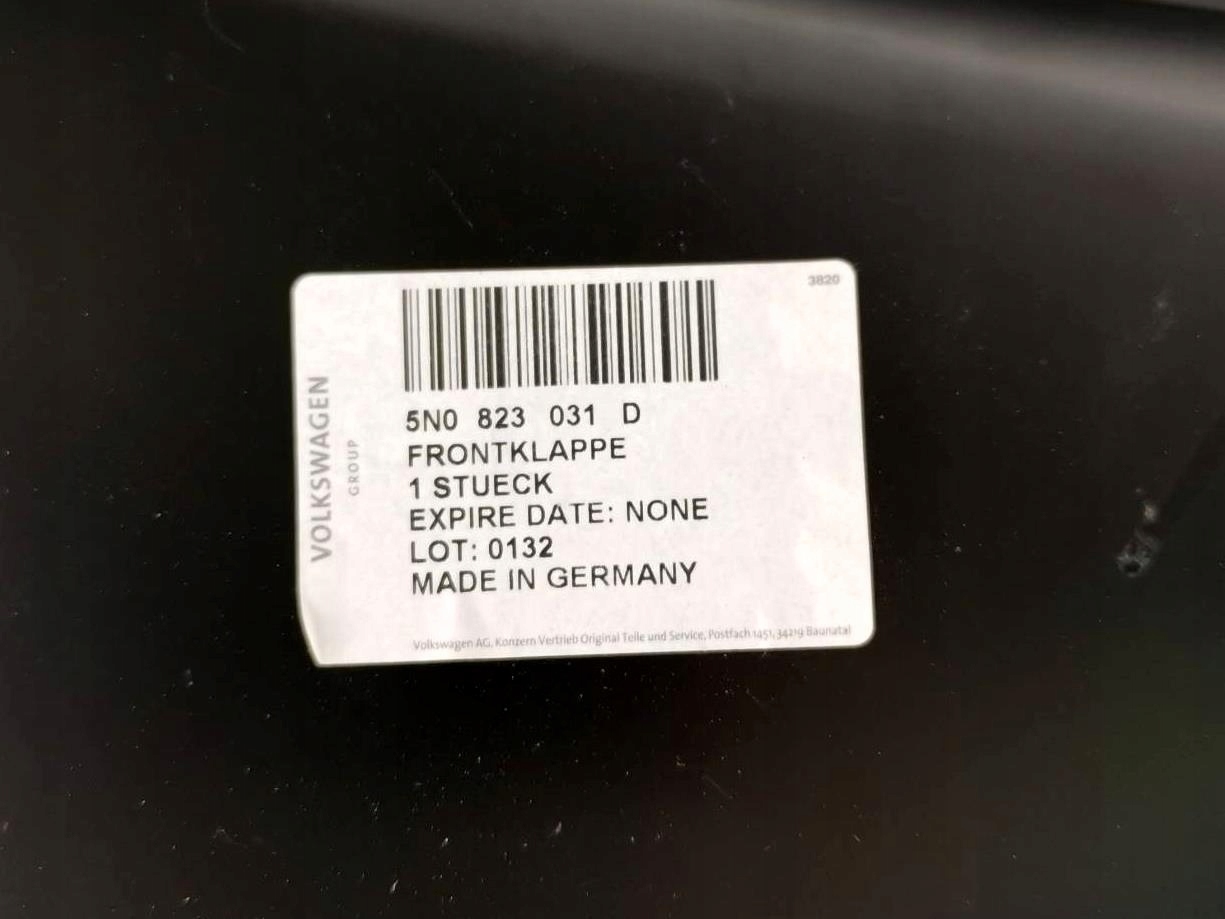 3820
VOLKSWAGEN
GROUP
5N0 823 031 D
FRONTKLAPPE
1 STUECK
EXPIRE DATE: NONE
LOT: 0132
MADE IN GERMANY
Volkswagen AG, Konzern Vertrieb Original Teile und Service, Postfach 1451, 34219 Baunatal